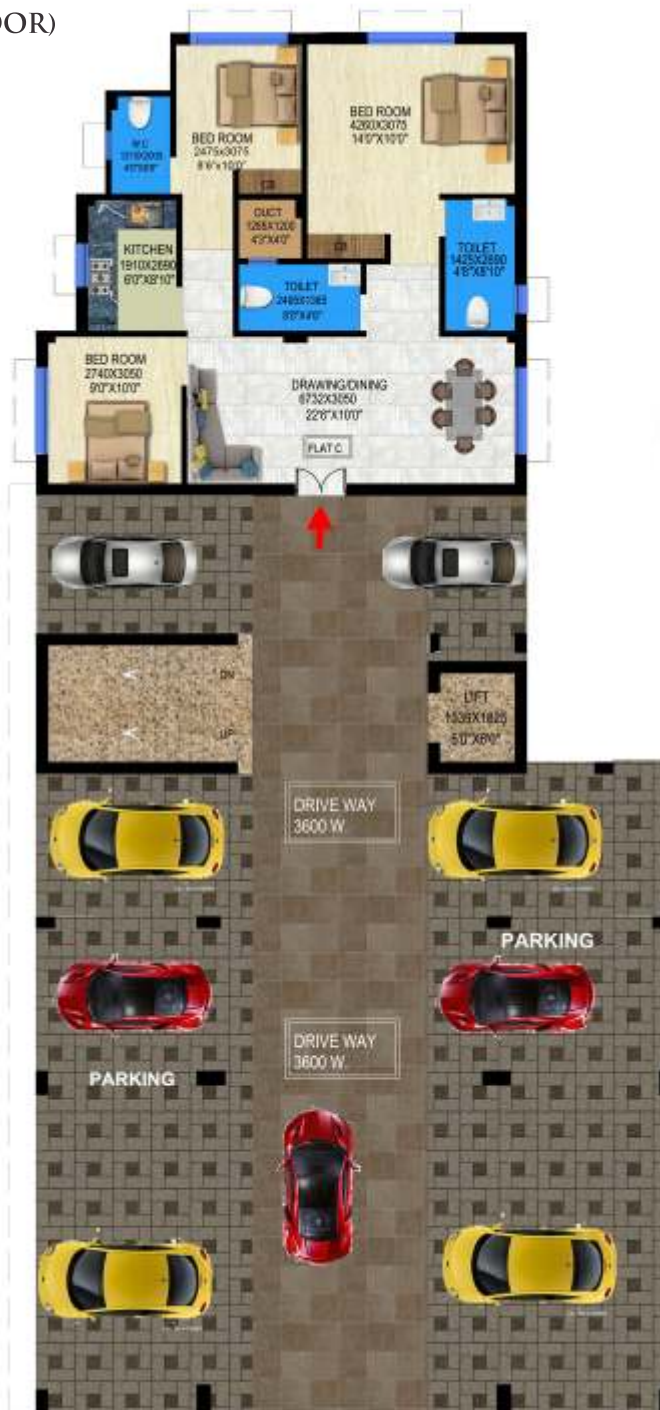 OOR)
BED ROOM
2475X3075
8'6"x10'0"
BED ROOM
4260X3075
14'0"X10'0"
W.C
DUCT
1265X1200
4'3"X4'0"
KITCHEN
1910X2690
6'0"X8'10"
TOILET
8'0"X4'6"
TOILET
1425X2690
4'8"X8'10"
BED ROOM
2740X3050
9'0"X10'0"
DRAWING/DINING
6732X3050
22'8"X10'0"
FLAT C
DN
UP
LIFT
5'0"X6'0"
DRIVE WAY
3600 W
PARKING
DRIVE WAY
3600 W
PARKING